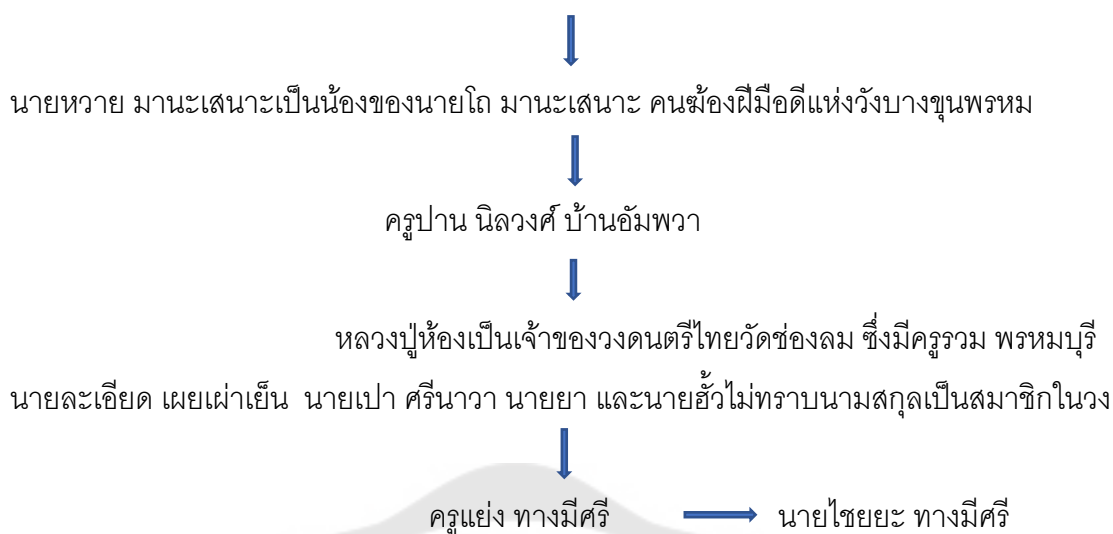 นายหวาย มานะเสนาะเป็นน้องของนายโถ มานะเสนาะ คนฆ้องฝีมือดีแห่งวังบางขุนพรหม
ครูปาน นิลวงศ์ บ้านอัมพวา
หลวงปู่ห้องเป็นเจ้าของวงดนตรีไทยวัดช่องลม ซึ่งมีครูรวม พรหมบุรี
นายละเอียด เผยเผ่าเย็น นายเปา ศรีนาวา นายยา และนายฮั้วไม่ทราบนามสกุลเป็นสมาชิกในวง
ครูแย่ง ทางมีศรี นายไชยยะ ทางมีศรี